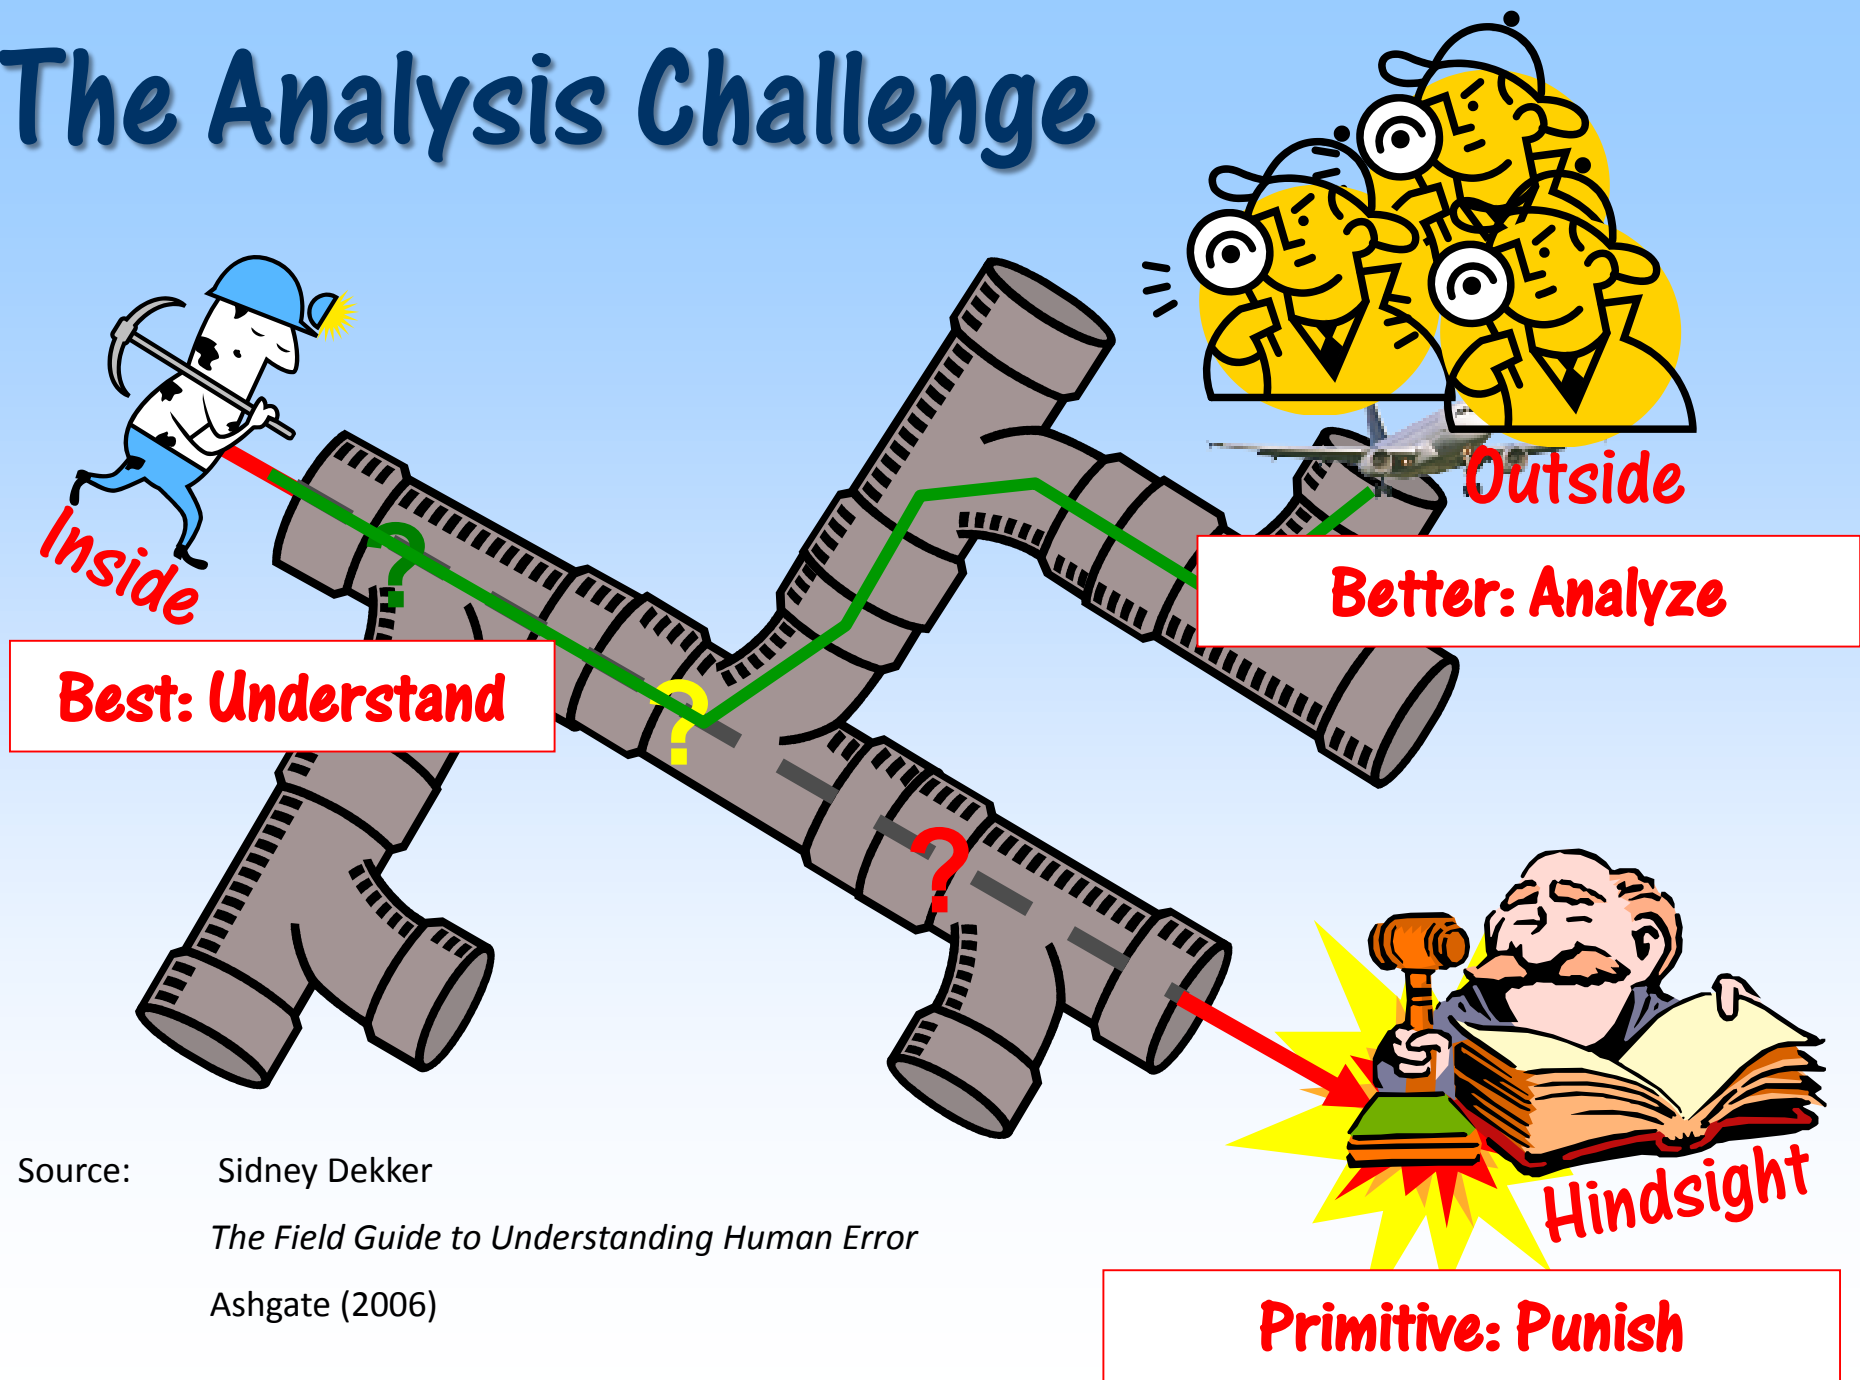 The Analysis Challenge
Inside
?
Outside
Better: Analyze
Best: Understand
?
?
Hindsight
Source: Sidney Dekker
The Field Guide to Understanding Human Error
Ashgate (2006)
Primitive: Punish